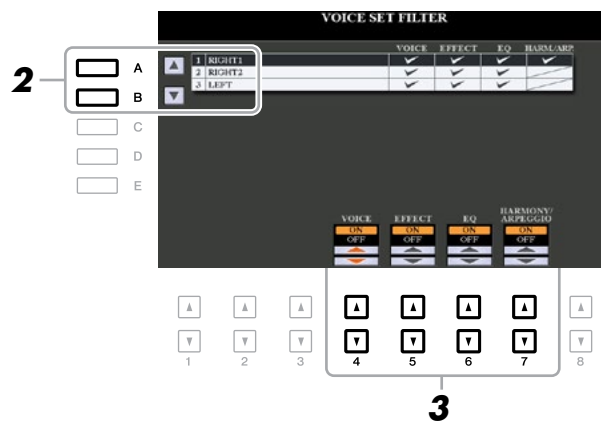 VOICE SET FILTER
VOICE EFFECT EQ HARM./ARP.
1 RIGHT1
2 RIGHT2
3 LEFT
2
A
B
C
D
E
VOICE EFFECT EQ HARMONY/ARPEGGIO
ON ON ON ON
OFF OFF OFF OFF
1 2 3 4 5 6 7 8
3